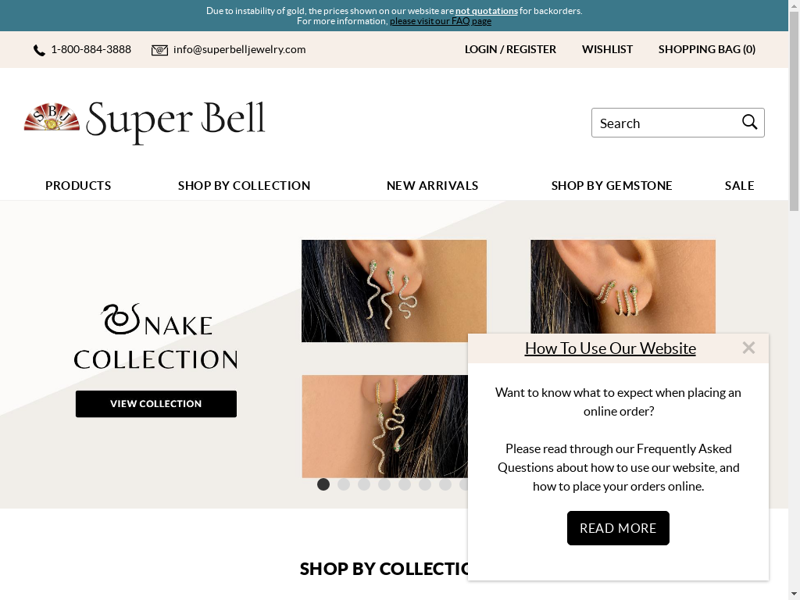 Due to instability of gold, the prices shown on our website are not quotations for backorders.
For more information, please visit our FAQ page
1-800-884-3888 info@superbelljewelry.com LOGIN / REGISTER WISHLIST SHOPPING BAG (0)
SBJ Super Bell
Search
PRODUCTS SHOP BY COLLECTION NEW ARRIVALS SHOP BY GEMSTONE SALE
SNAKE
COLLECTION
VIEW COLLECTION
How To Use Our Website
Want to know what to expect when placing an
online order?
Please read through our Frequently Asked
Questions about how to use our website, and
how to place your orders online.
READ MORE
SHOP BY COLLECTIO